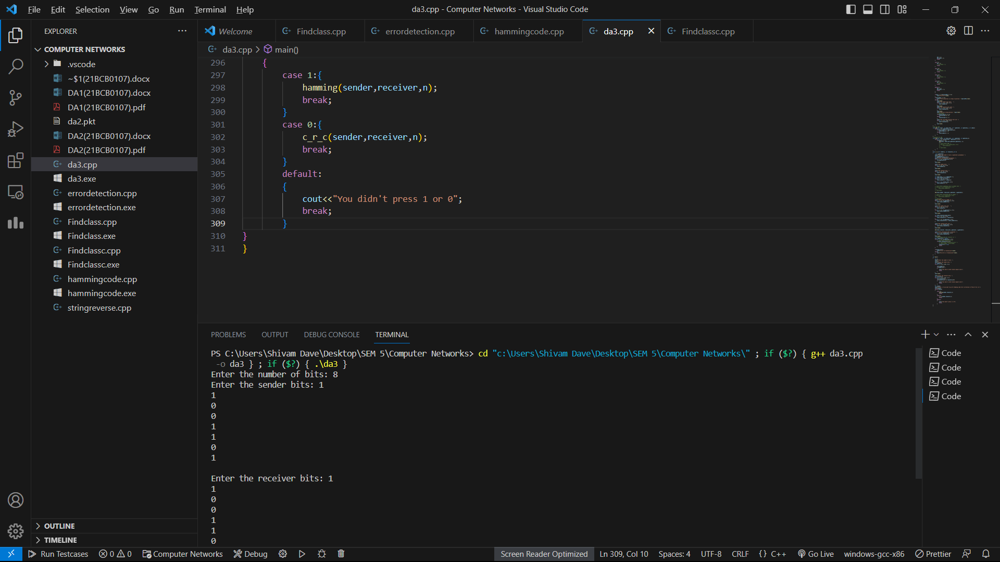 File Edit Selection View Go Run Terminal Help
da3.cpp - Computer Networks - Visual Studio Code
EXPLORER
COMPUTER NETWORKS
.vscode
~$1(21BCB0107).docx
DA1(21BCB0107).docx
DA1(21BCB0107).pdf
da2.pkt
DA2(21BCB0107).docx
DA2(21BCB0107).pdf
da3.cpp
da3.exe
errordetection.cpp
errordetection.exe
Findclass.cpp
Findclass.exe
Findclassc.cpp
Findclassc.exe
hammingcode.cpp
hammingcode.exe
stringreverse.cpp
OUTLINE
TIMELINE
Welcome Findclass.cpp errordetection.cpp hammingcode.cpp da3.cpp Findclassc.cpp
da3.cpp > main()
296 {
297 case 1:{
298 hamming(sender,receiver,n);
299 break;
300 }
301 case 0:{
302 c_r_c(sender,receiver,n);
303 break;
304 }
305 default:
306 {
307 cout<<"You didn't press 1 or 0";
308 break;
309 }
310 }
311 }
PROBLEMS OUTPUT DEBUG CONSOLE TERMINAL
PS C:\Users\Shivam Dave\Desktop\SEM 5\Computer Networks> cd "c:\Users\Shivam Dave\Desktop\SEM 5\Computer Networks\" ; if ($?) { g++ da3.cpp
-o da3 } ; if ($?) { .\da3 }
Enter the number of bits: 8
Enter the sender bits: 1
1
0
0
1
1
0
1
Enter the receiver bits: 1
1
0
0
1
1
0
Code
Code
Code
Code
Run Testcases 0 0 Computer Networks Debug
Screen Reader Optimized Ln 309, Col 10 Spaces: 4 UTF-8 CRLF {} C++ Go Live windows-gcc-x86 Prettier